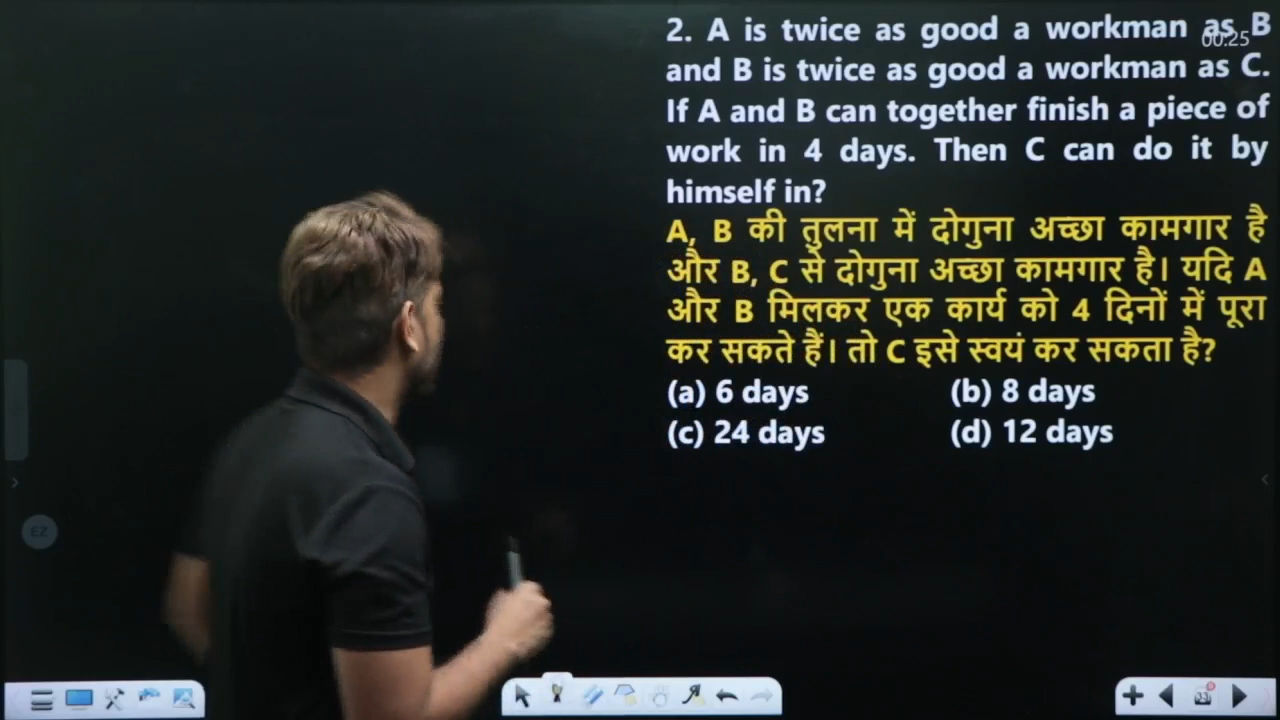 2. A is twice as good a workman as B
00:25
and B is twice as good a workman as C.
If A and B can together finish a piece of
work in 4 days. Then C can do it by
himself in?
A, B की तुलना में दोगुना अच्छा कामगार है
और B, C से दोगुना अच्छा कामगार है। यदि A
और B मिलकर एक कार्य को 4 दिनों में पूरा
कर सकते हैं। तो C इसे स्वयं कर सकता है?
(a) 6 days (b) 8 days
(c) 24 days (d) 12 days
EZ
33